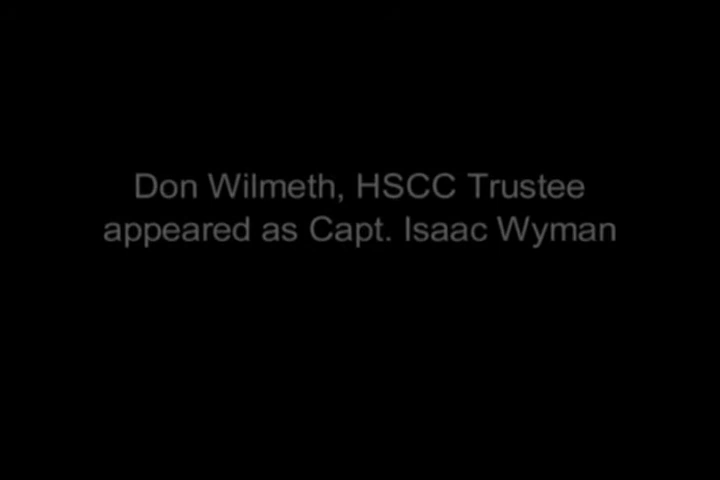 Don Wilmeth, HSCC Trustee
appeared as Capt. Isaac Wyman